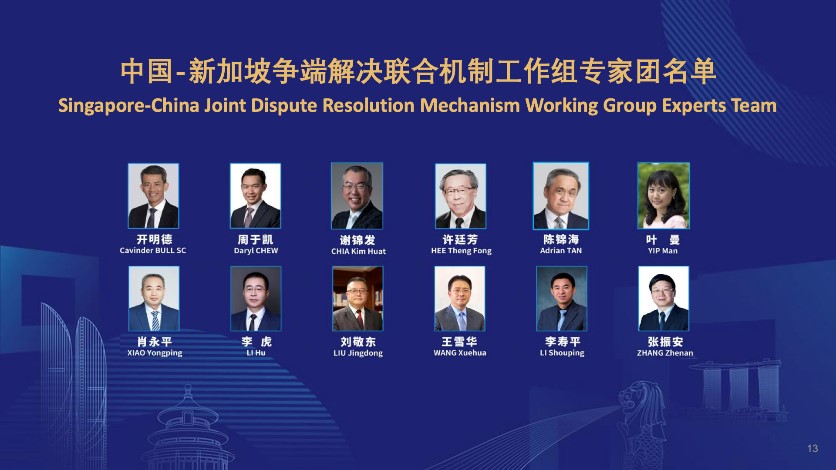 中国-新加坡争端解决联合机制工作组专家团名单
Singapore-China Joint Dispute Resolution Mechanism Working Group Experts Team
开明德 周于凯 谢锦发 许廷芳 陈锦海 叶 曼
Cavinder BULL SC Daryl CHEW CHIA Kim Huat HEE Theng Fong Adrian TAN YIP Man
肖永平 李 虎 刘敬东 王雪华 李寿平 张振安
XIAO Yongping LI Hu LIU Jingdong WANG Xuehua LI Shouping ZHANG Zhenan
13